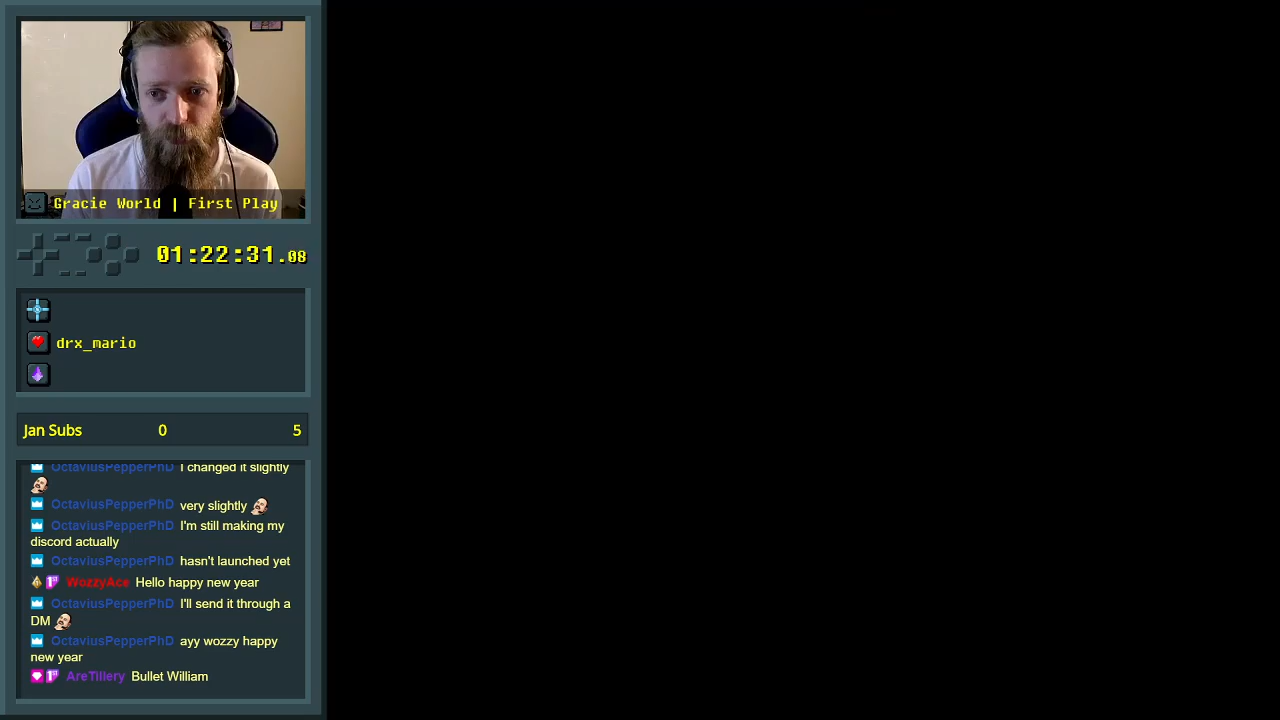 Gracie World | First Play
01:22:31.08
drx_mario
Jan Subs 0 5
OctaviusPepperPhD I changed it slightly
OctaviusPepperPhD very slightly
OctaviusPepperPhD I'm still making my
discord actually
OctaviusPepperPhD hasn't launched yet
WozzyAce Hello happy new year
OctaviusPepperPhD I'll send it through a
DM
OctaviusPepperPhD ayy wozzy happy
new year
AreTillery Bullet William